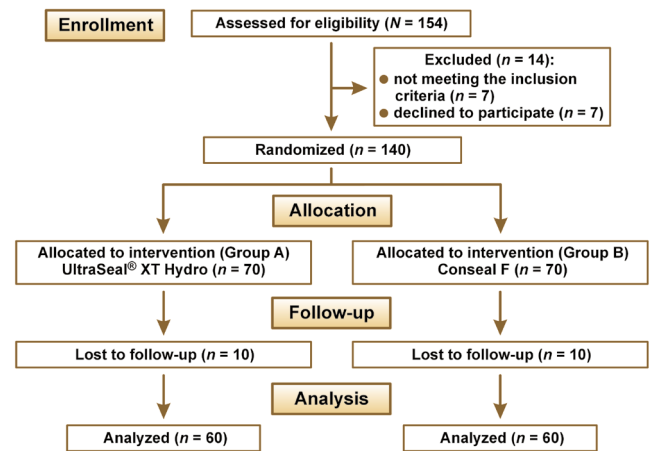 Enrollment
Assessed for eligibility (N = 154)
Excluded (n = 14):
● not meeting the inclusion
criteria (n = 7)
● declined to participate (n = 7)
Randomized (n = 140)
Allocation
Allocated to intervention (Group A)
UltraSeal® XT Hydro (n = 70)
Allocated to intervention (Group B)
Conseal F (n = 70)
Follow-up
Lost to follow-up (n = 10)
Lost to follow-up (n = 10)
Analysis
Analyzed (n = 60)
Analyzed (n = 60)